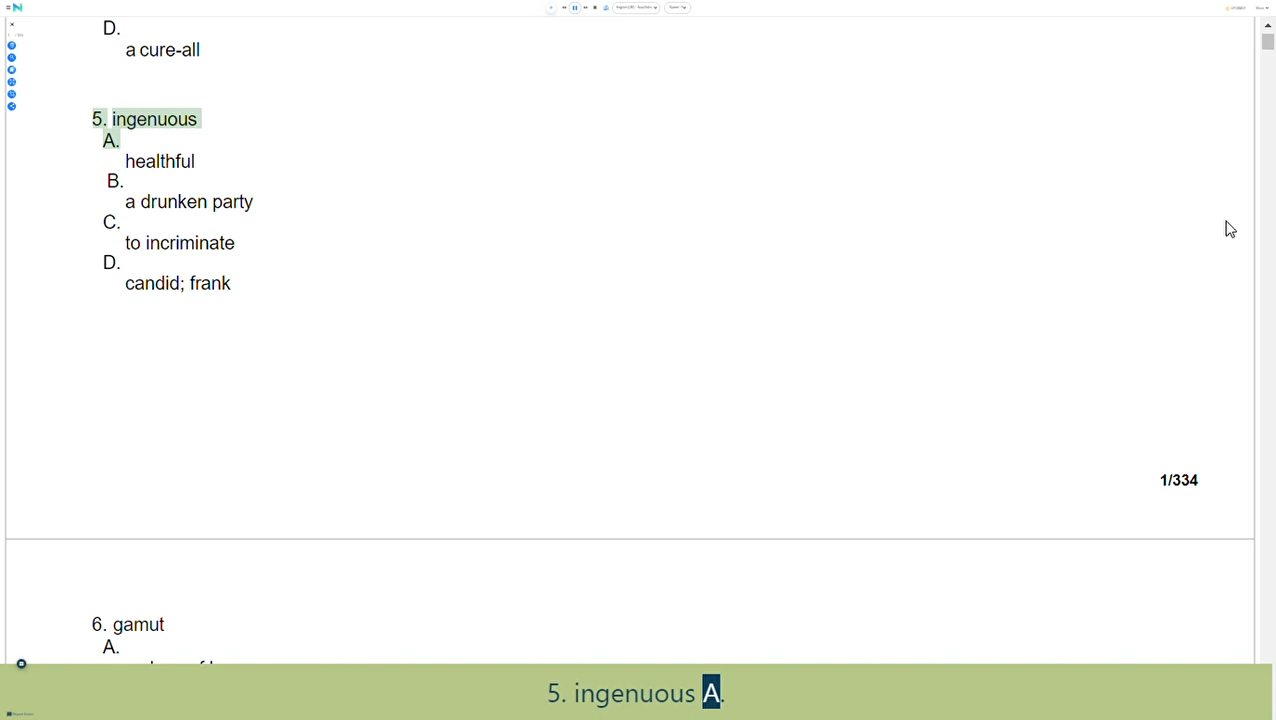 D.
a cure-all
5. ingenuous
A.
healthful
B.
a drunken party
C.
to incriminate
D.
candid; frank
1/334
6. gamut
A.
5. ingenuous A.